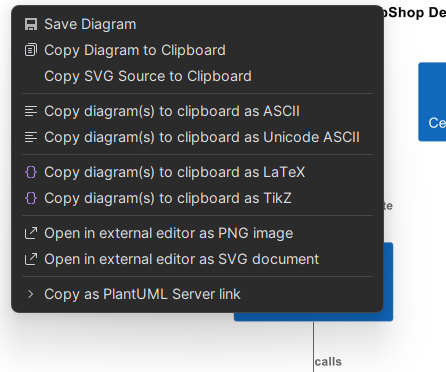 Save Diagram
Copy Diagram to Clipboard
Copy SVG Source to Clipboard
Copy diagram(s) to clipboard as ASCII
Copy diagram(s) to clipboard as Unicode ASCII
Copy diagram(s) to clipboard as LaTeX
Copy diagram(s) to clipboard as TikZ
Open in external editor as PNG image
Open in external editor as SVG document
Copy as PlantUML Server link
bShop De
Ce
te
calls